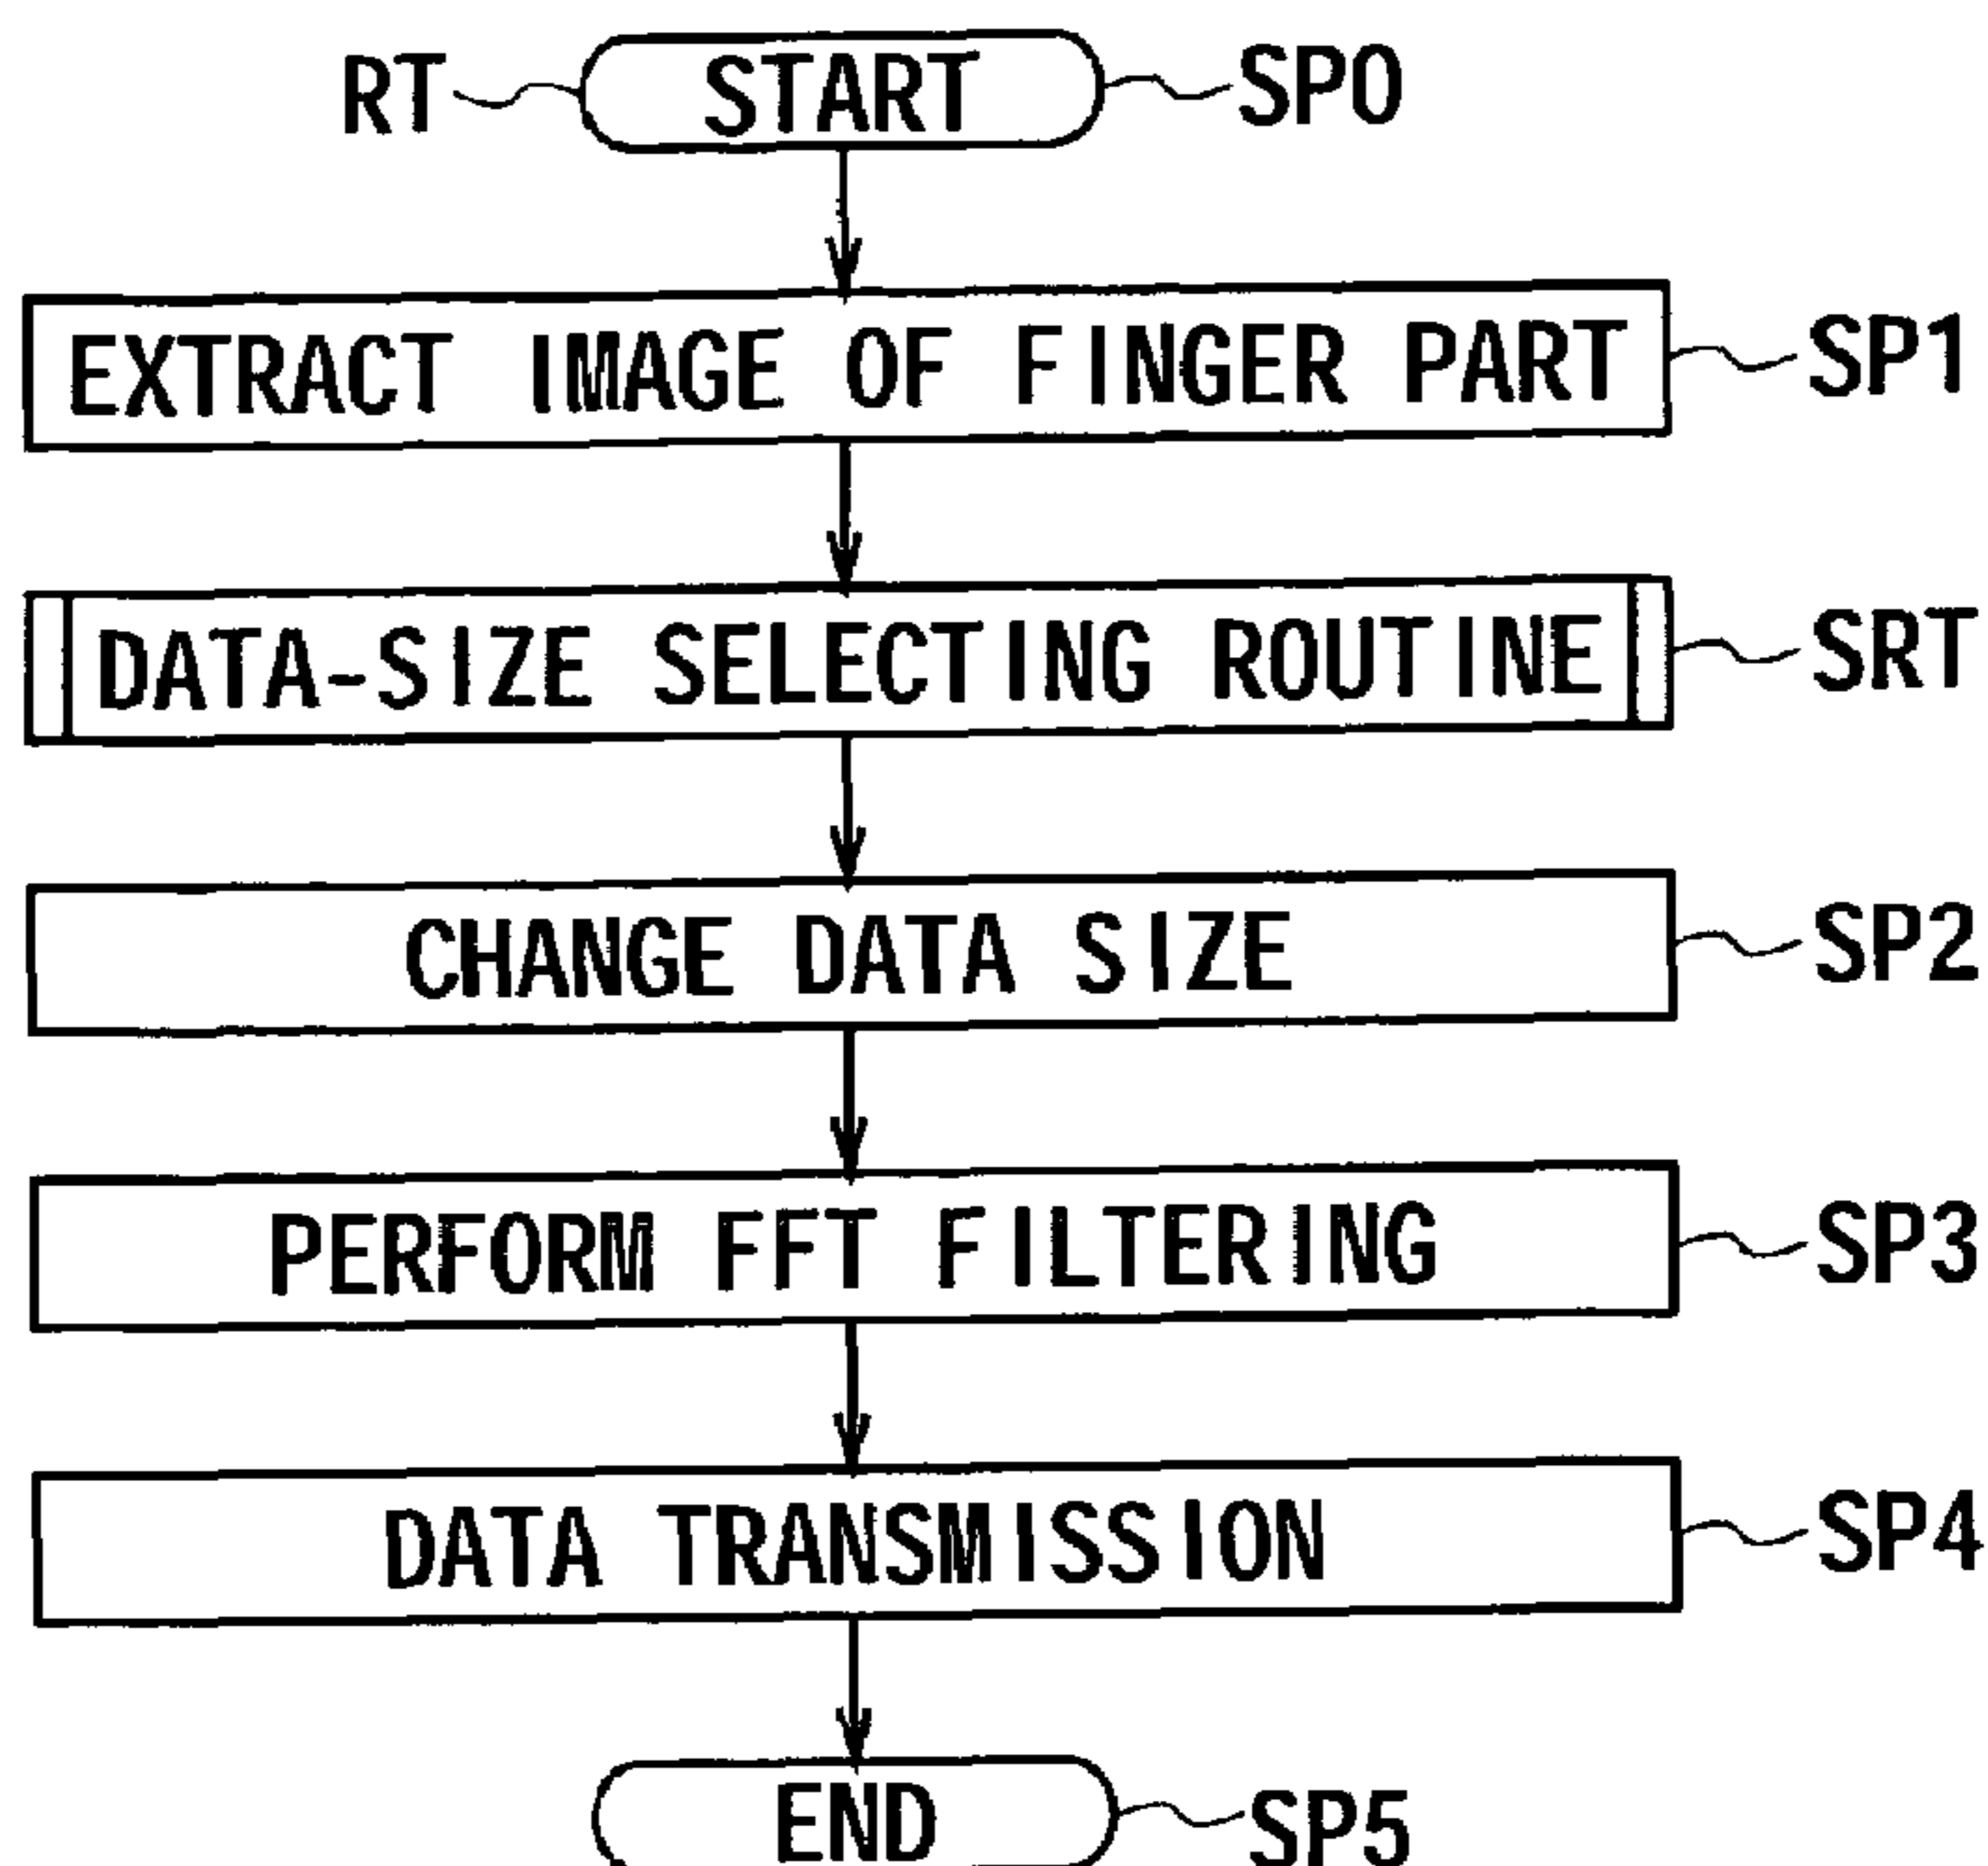 RT START SP0
EXTRACT IMAGE OF FINGER PART SP1
DATA-SIZE SELECTING ROUTINE SRT
CHANGE DATA SIZE SP2
PERFORM FFT FILTERING SP3
DATA TRANSMISSION SP4
END SP5